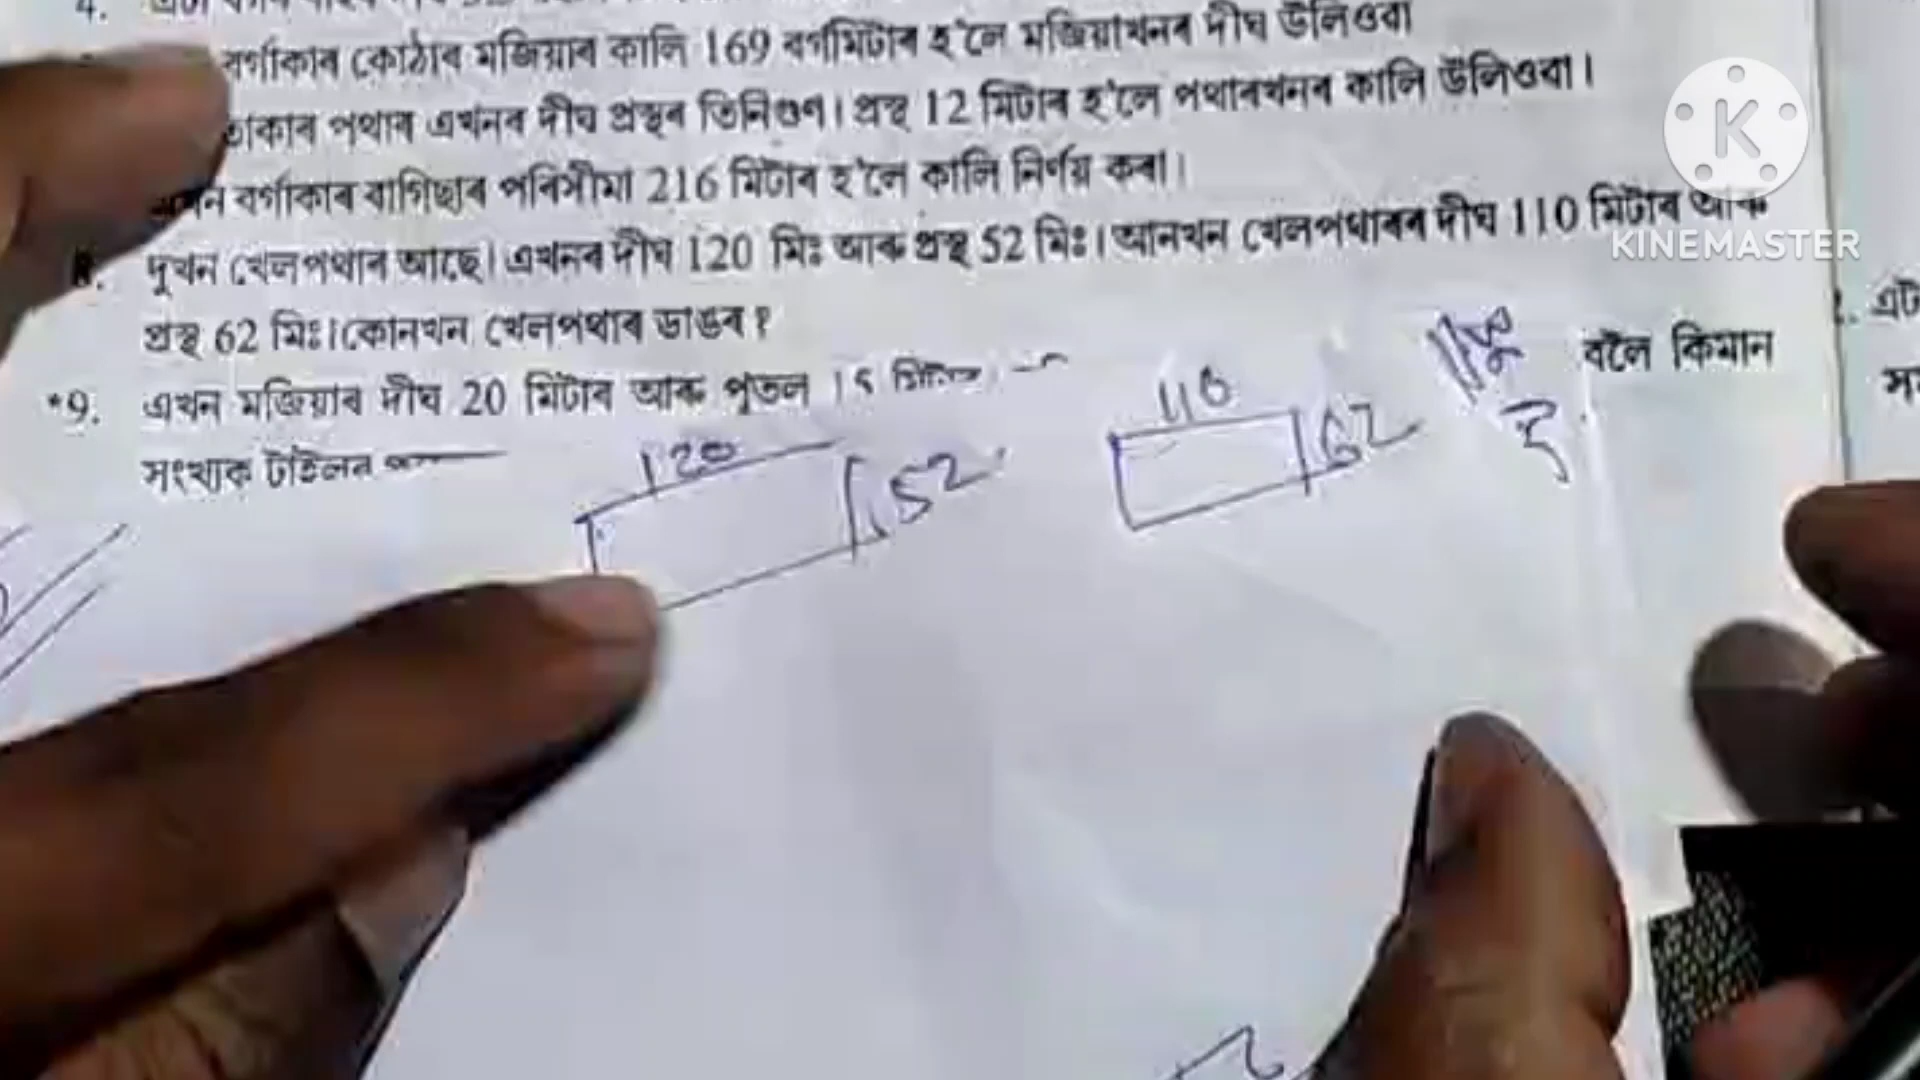 4.
বৰ্গাকাৰ কোঠাৰ মজিয়াৰ কালি 169 বৰ্গমিটাৰ হ'লে মজিয়াখনৰ দীঘ উলিওৱা
পথাৰ এখনৰ দীঘ প্ৰস্থৰ তিনিগুণ। প্ৰস্থ 12 মিটাৰ হ'লে পথাৰখনৰ কালি উলিওৱা।
বৰ্গাকাৰ বাগিছাৰ পৰিসীমা 216 মিটাৰ হ'লে কালি নিৰ্ণয় কৰা।
8. দুখন খেলপথাৰ আছে। এখনৰ দীঘ 120 মিঃ আৰু প্ৰস্থ 52 মিঃ। আনখন খেলপথাৰৰ দীঘ 110 মিটাৰ আৰু
প্ৰস্থ 62 মিঃ। কোনখন খেলপথাৰ ডাঙৰ?
*9. এখন মজিয়াৰ দীঘ 20 মিটাৰ আৰু পুতল 15
বলৈ কিমান
সংখ্যক টাইলৰ
120
52
110
62
এটা
K
KINEMASTER